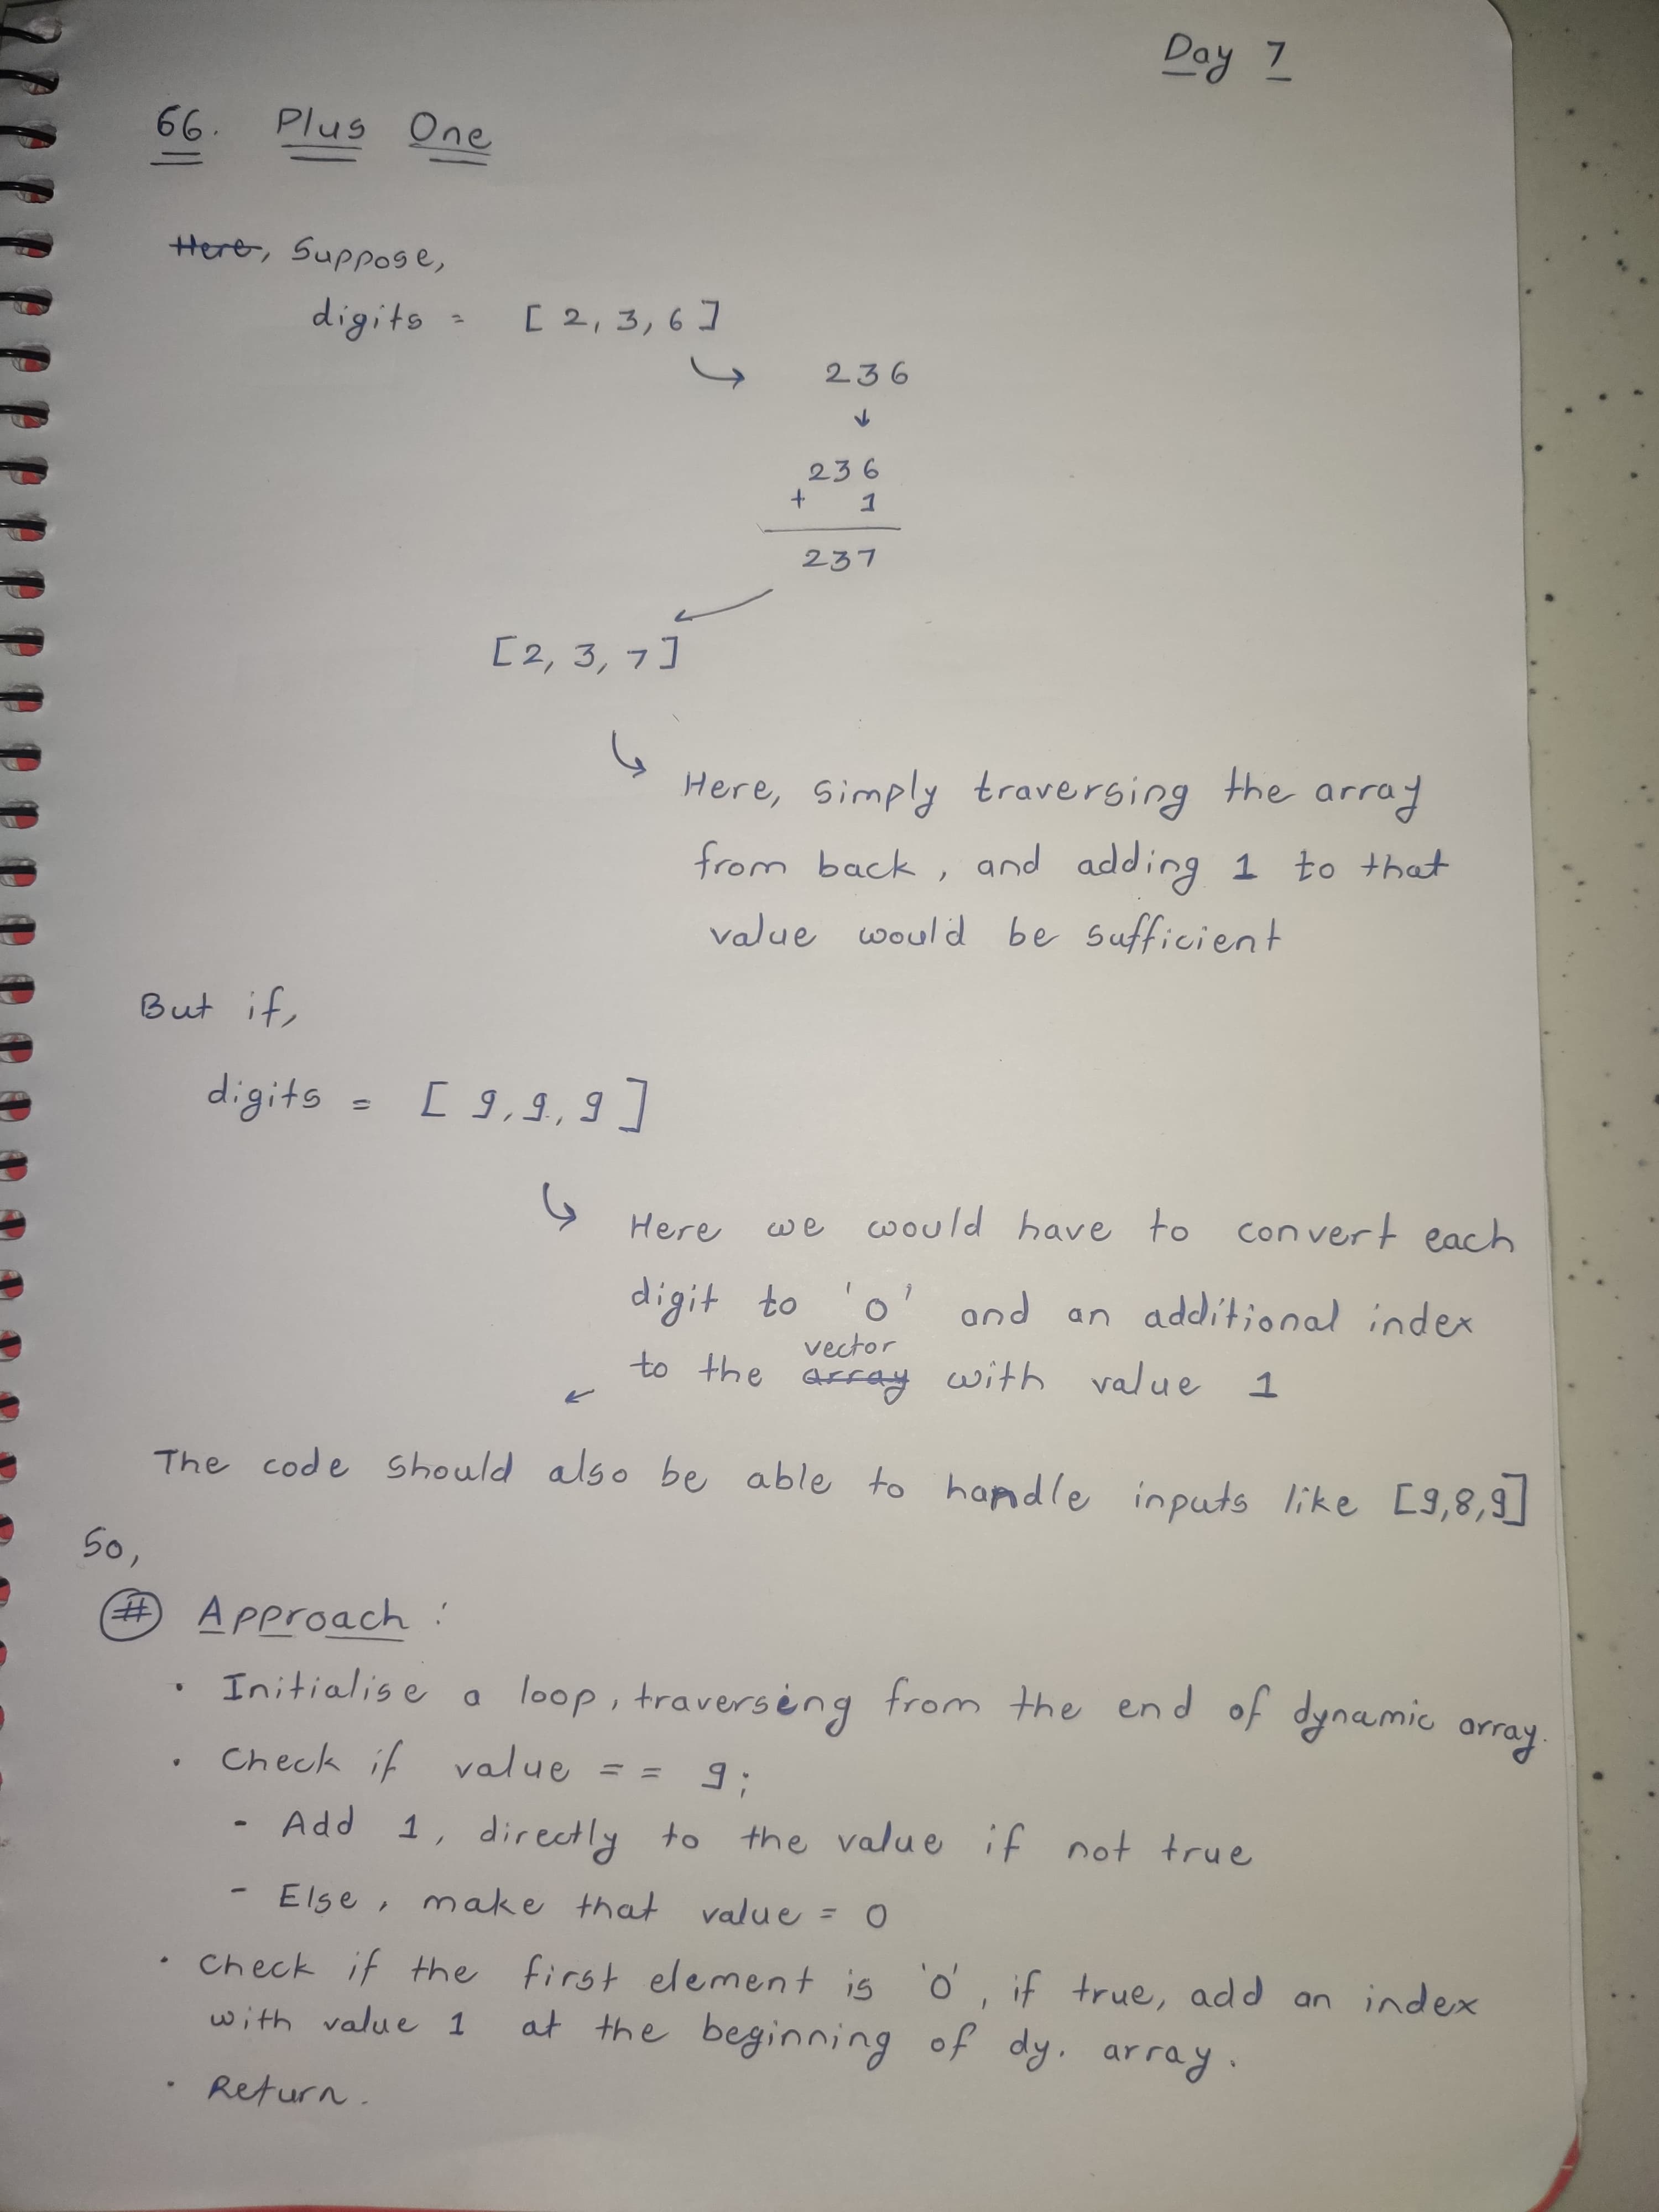 Day 7
66. Plus One
Here, Suppose,
digits = [ 2, 3, 6 ]
236
236
+ 1
237
[ 2, 3, 7 ]
Here, simply traversing the array
from back, and adding 1 to that
value would be sufficient
But if,
digits = [ 9, 9, 9 ]
Here we would have to convert each
digit to '0' and an additional index
vector
to the array with value 1
The code should also be able to handle inputs like [9,8,9]
So,
# Approach :
· Initialise a loop, traversing from the end of dynamic array.
· Check if value == 9;
- Add 1, directly to the value if not true
- Else, make that value = 0
· Check if the first element is '0', if true, add an index
with value 1 at the beginning of dy. array.
· Return.